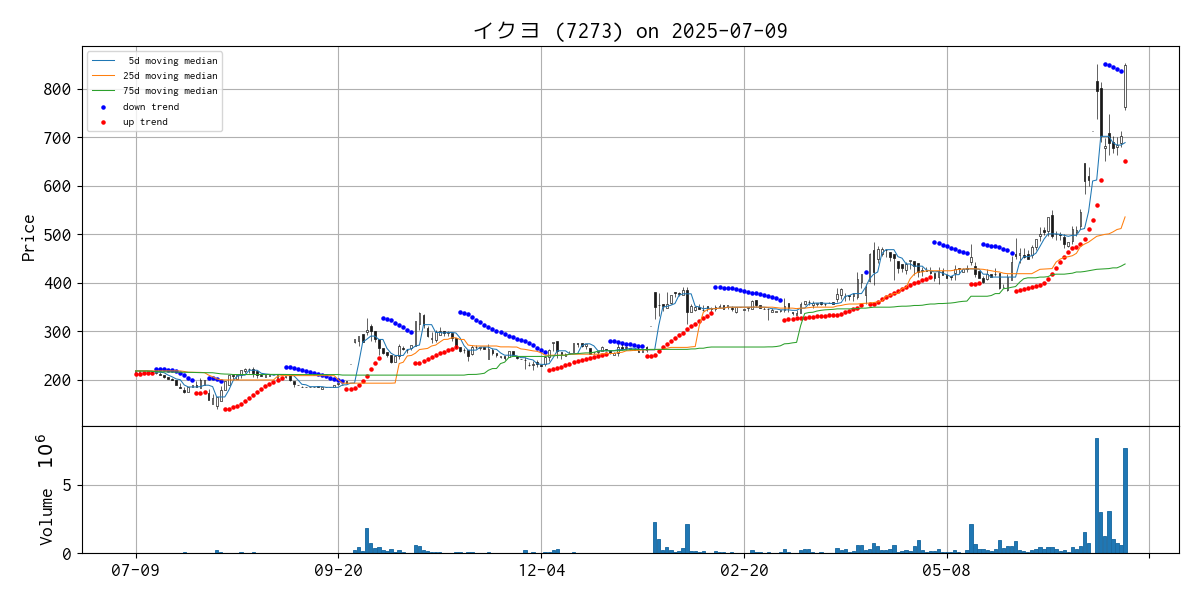 イクヨ (7273) on 2025-07-09
5d moving median
25d moving median
75d moving median
down trend
up trend
800
700
600
500
400
300
200
Price
10^6
5
0
Volume
07-09
09-20
12-04
02-20
05-08